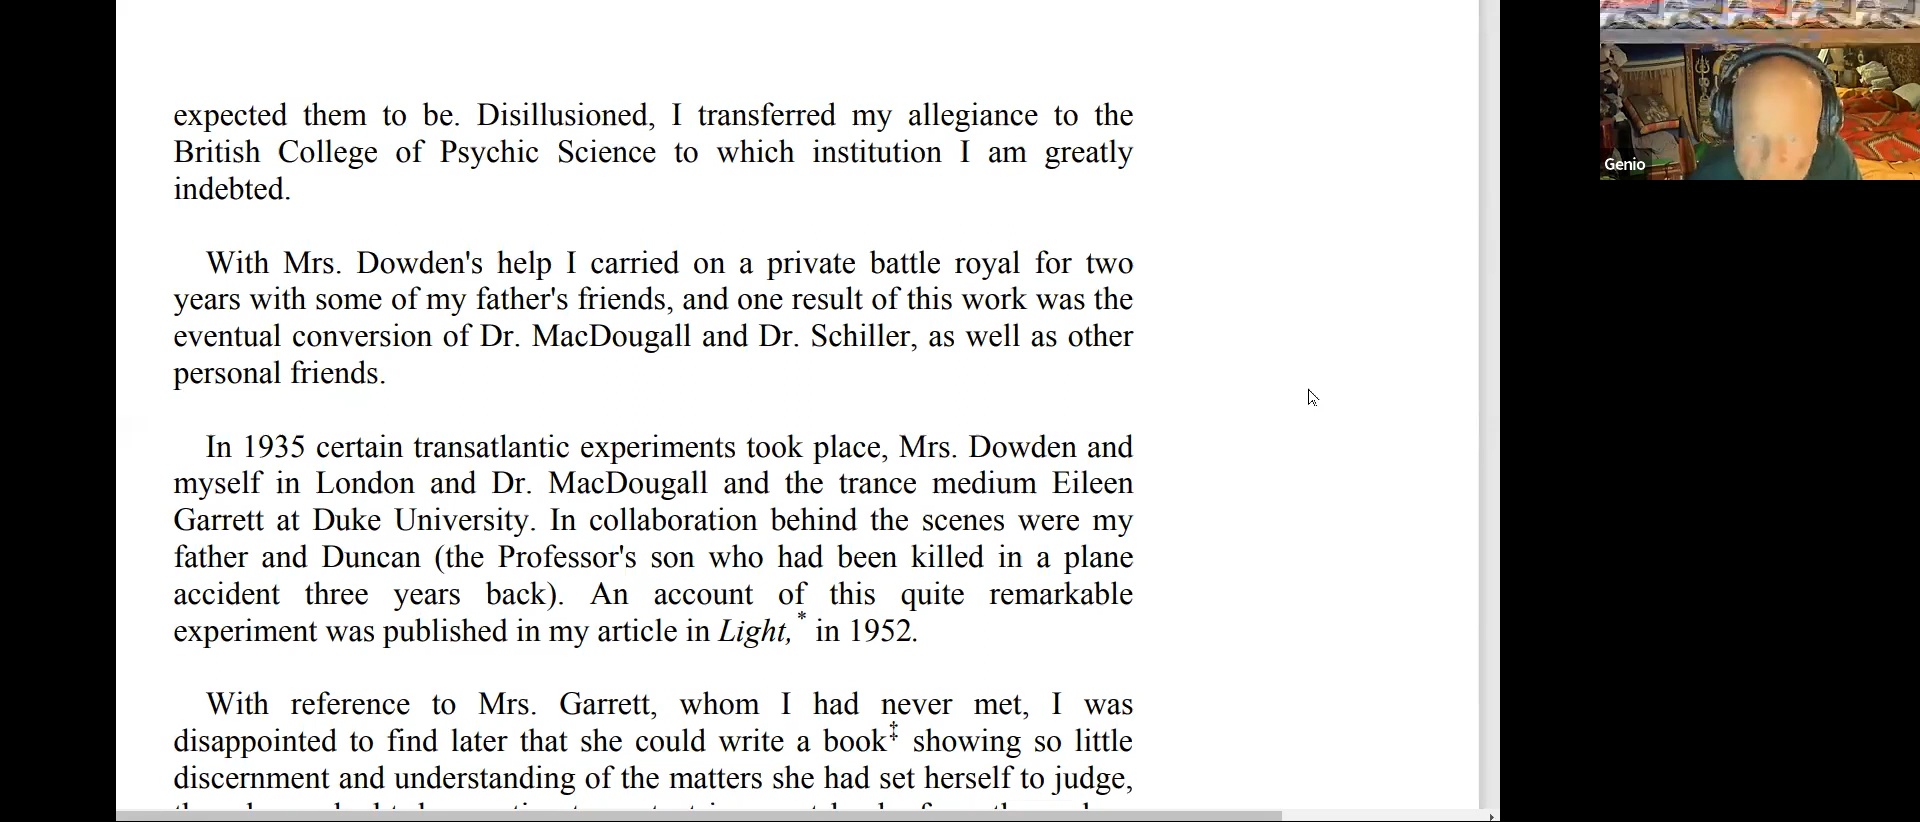 expected them to be. Disillusioned, I transferred my allegiance to the
British College of Psychic Science to which institution I am greatly
indebted.
With Mrs. Dowden's help I carried on a private battle royal for two
years with some of my father's friends, and one result of this work was the
eventual conversion of Dr. MacDougall and Dr. Schiller, as well as other
personal friends.
In 1935 certain transatlantic experiments took place, Mrs. Dowden and
myself in London and Dr. MacDougall and the trance medium Eileen
Garrett at Duke University. In collaboration behind the scenes were my
father and Duncan (the Professor's son who had been killed in a plane
accident three years back). An account of this quite remarkable
experiment was published in my article in Light,* in 1952.
With reference to Mrs. Garrett, whom I had never met, I was
disappointed to find later that she could write a book‡ showing so little
discernment and understanding of the matters she had set herself to judge,
Genio